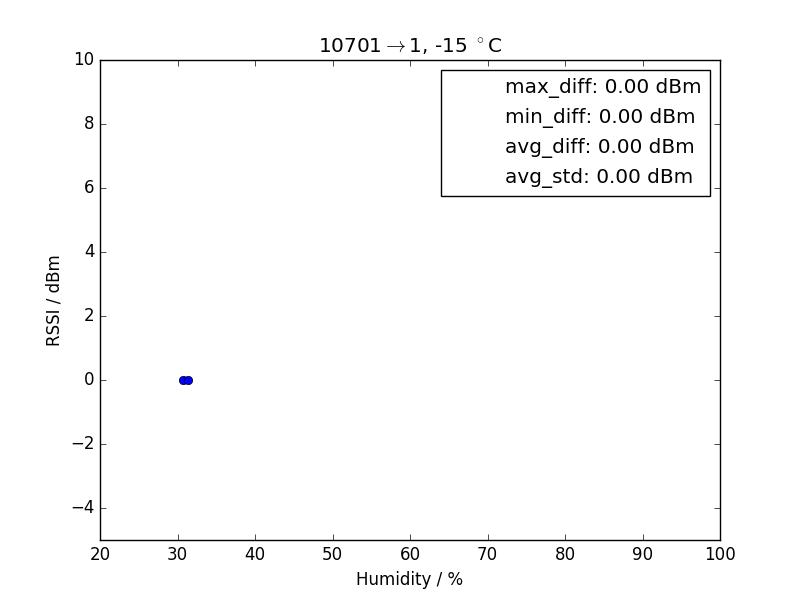 10701→1, -15 °C
max_diff: 0.00 dBm
min_diff: 0.00 dBm
avg_diff: 0.00 dBm
avg_std: 0.00 dBm
RSSI / dBm
10
8
6
4
2
0
−2
−4
20 30 40 50 60 70 80 90 100
Humidity / %